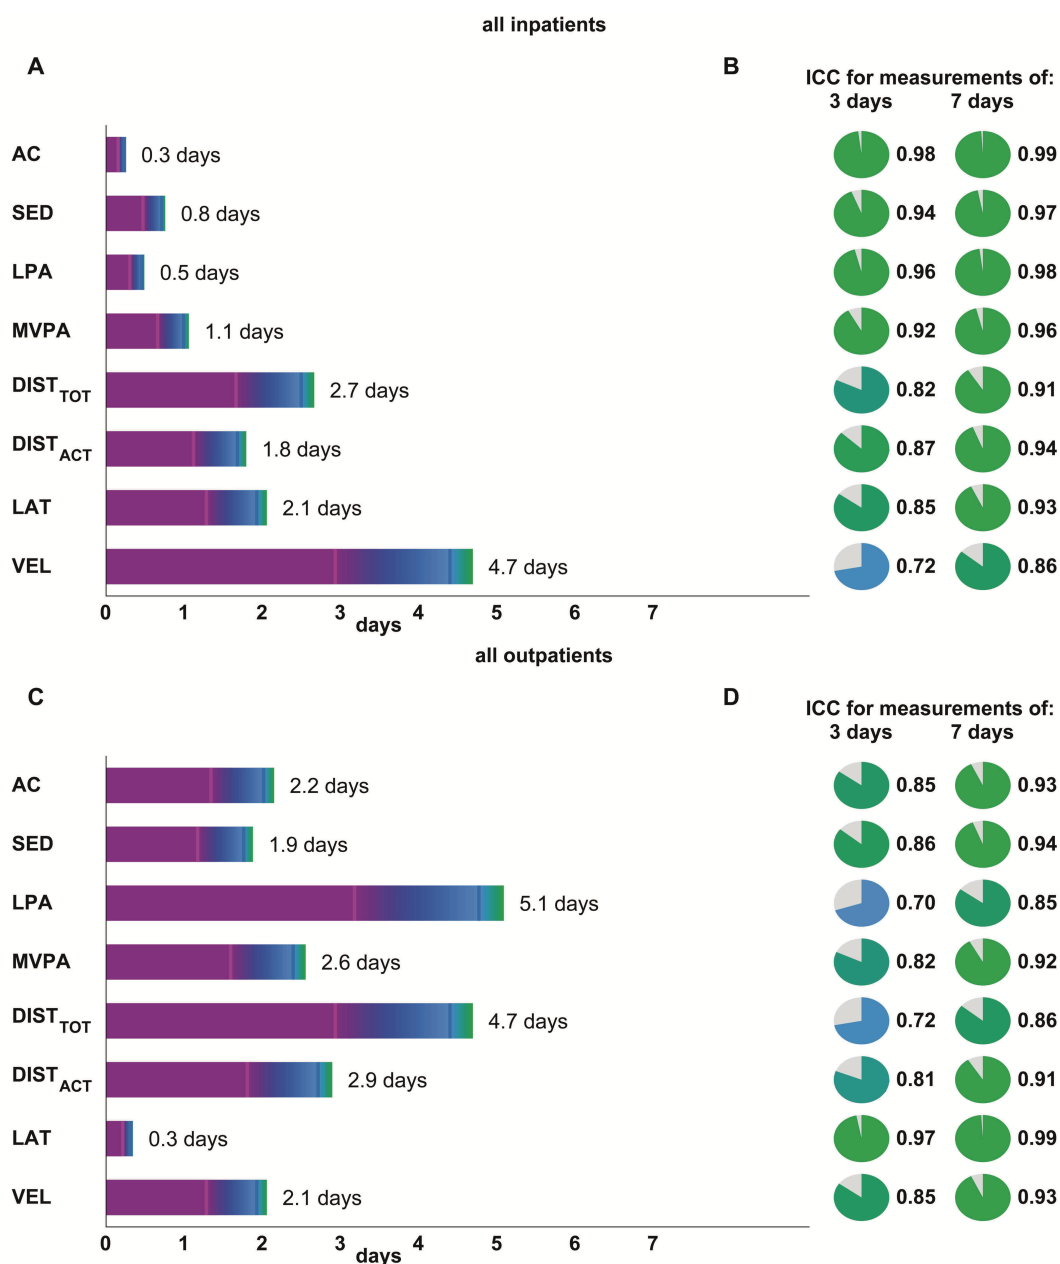 all inpatients
A
B
ICC for measurements of:
3 days 7 days
AC 0.3 days 0.98 0.99
SED 0.8 days 0.94 0.97
LPA 0.5 days 0.96 0.98
MVPA 1.1 days 0.92 0.96
DIST TOT 2.7 days 0.82 0.91
DIST ACT 1.8 days 0.87 0.94
LAT 2.1 days 0.85 0.93
VEL 4.7 days 0.72 0.86
0 1 2 3 4 5 6 7
days
all outpatients
C
D
ICC for measurements of:
3 days 7 days
AC 2.2 days 0.85 0.93
SED 1.9 days 0.86 0.94
LPA 5.1 days 0.70 0.85
MVPA 2.6 days 0.82 0.92
DIST TOT 4.7 days 0.72 0.86
DIST ACT 2.9 days 0.81 0.91
LAT 0.3 days 0.97 0.99
VEL 2.1 days 0.85 0.93
0 1 2 3 4 5 6 7
days